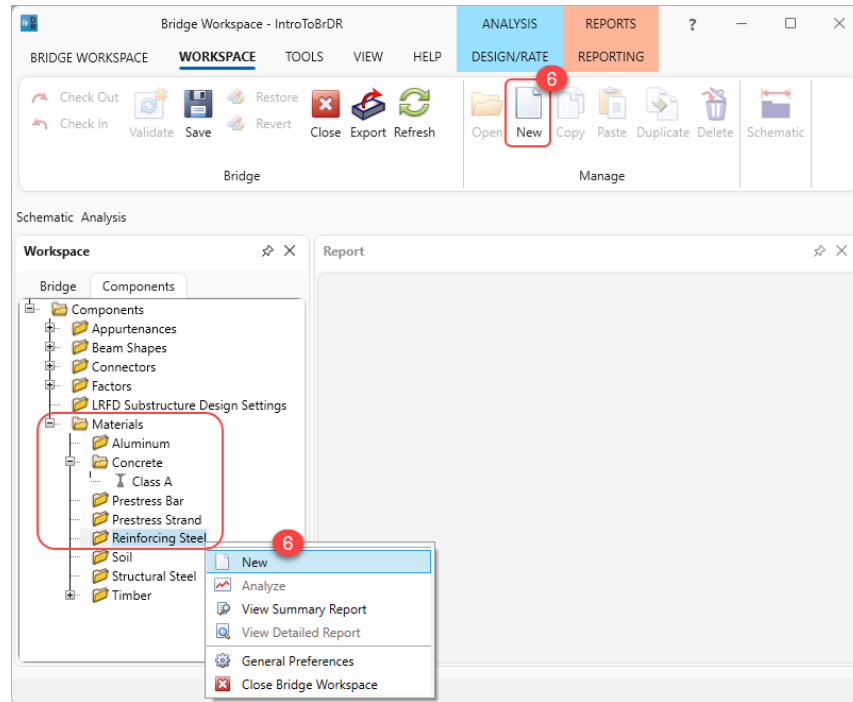 Bridge Workspace - IntroToBrDR
ANALYSIS
REPORTS
?
BRIDGE WORKSPACE
WORKSPACE
TOOLS
VIEW
HELP
DESIGN/RATE
REPORTING
6
Check Out
Check In
Validate
Save
Restore
Revert
Close
Export
Refresh
Open
New
Copy
Paste
Duplicate
Delete
Schematic
Bridge
Manage
Schematic Analysis
Workspace
Report
Bridge
Components
Components
Appurtenances
Beam Shapes
Connectors
Factors
LRFD Substructure Design Settings
Materials
Aluminum
Concrete
Class A
Prestress Bar
Prestress Strand
Reinforcing Steel
Soil
Structural Steel
Timber
6
New
Analyze
View Summary Report
View Detailed Report
General Preferences
Close Bridge Workspace